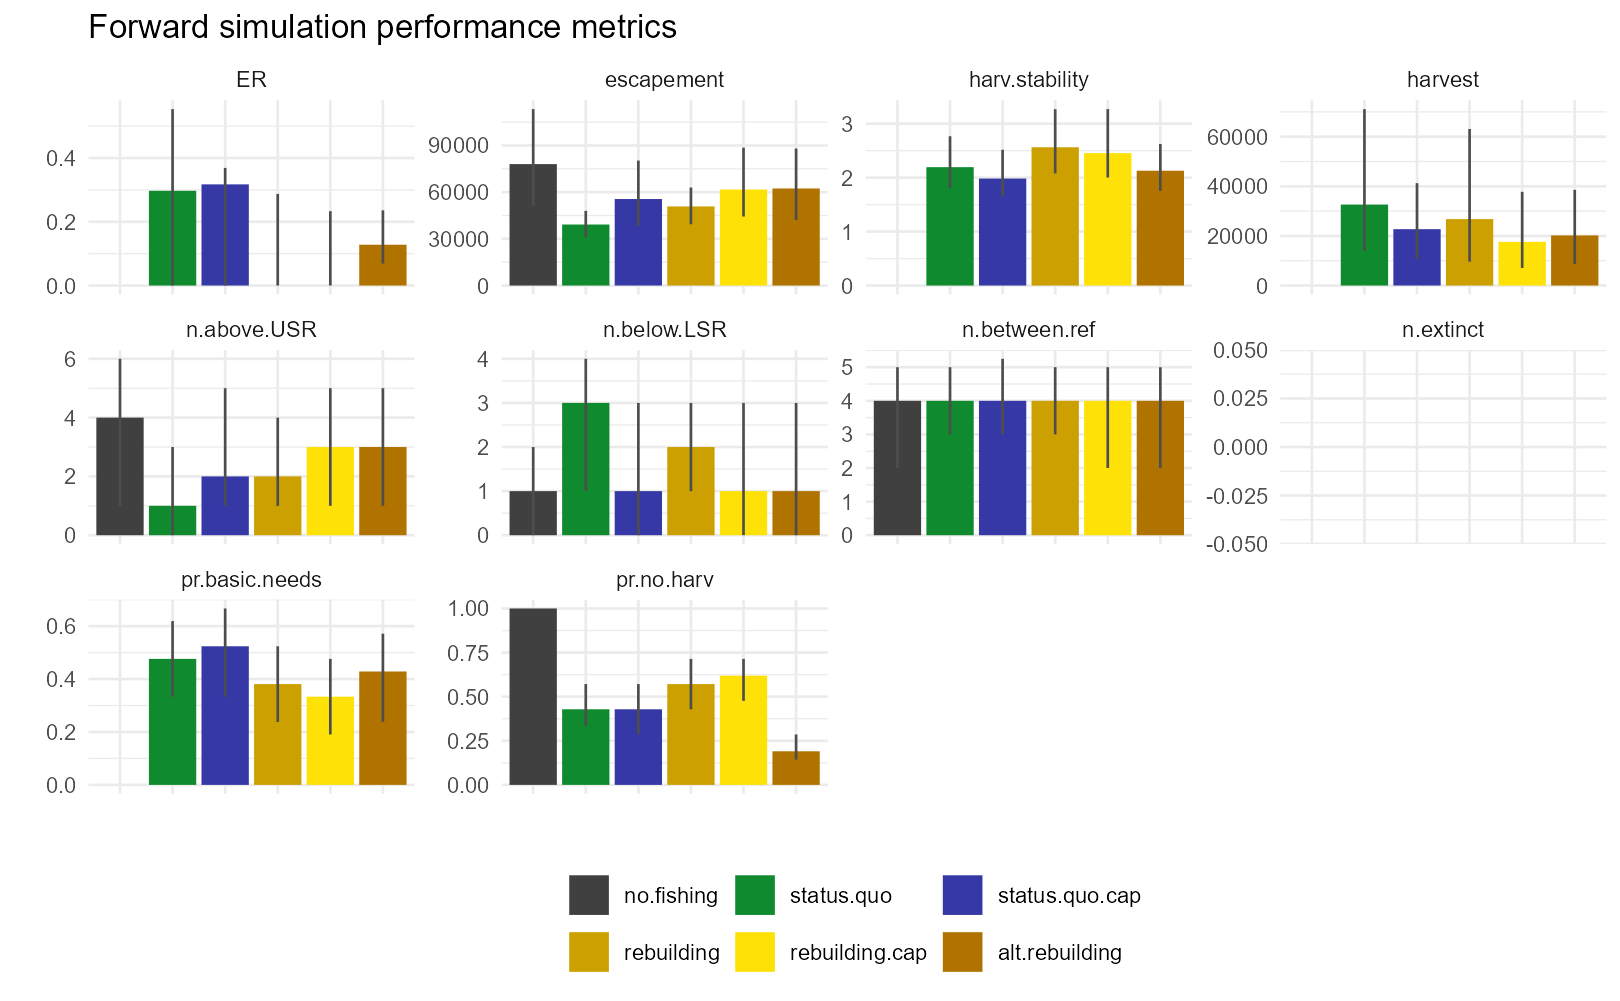 Forward simulation performance metrics
ER
escapement
harv.stability
harvest
0.4
0.2
0.0
90000
60000
30000
0
3
2
1
0
60000
40000
20000
0
n.above.USR
n.below.LSR
n.between.ref
n.extinct
6
4
2
0
4
3
2
1
0
5
4
3
2
1
0
0.050
0.025
0.000
-0.025
-0.050
pr.basic.needs
pr.no.harv
0.6
0.4
0.2
0.0
1.00
0.75
0.50
0.25
0.00
no.fishing
status.quo
status.quo.cap
rebuilding
rebuilding.cap
alt.rebuilding